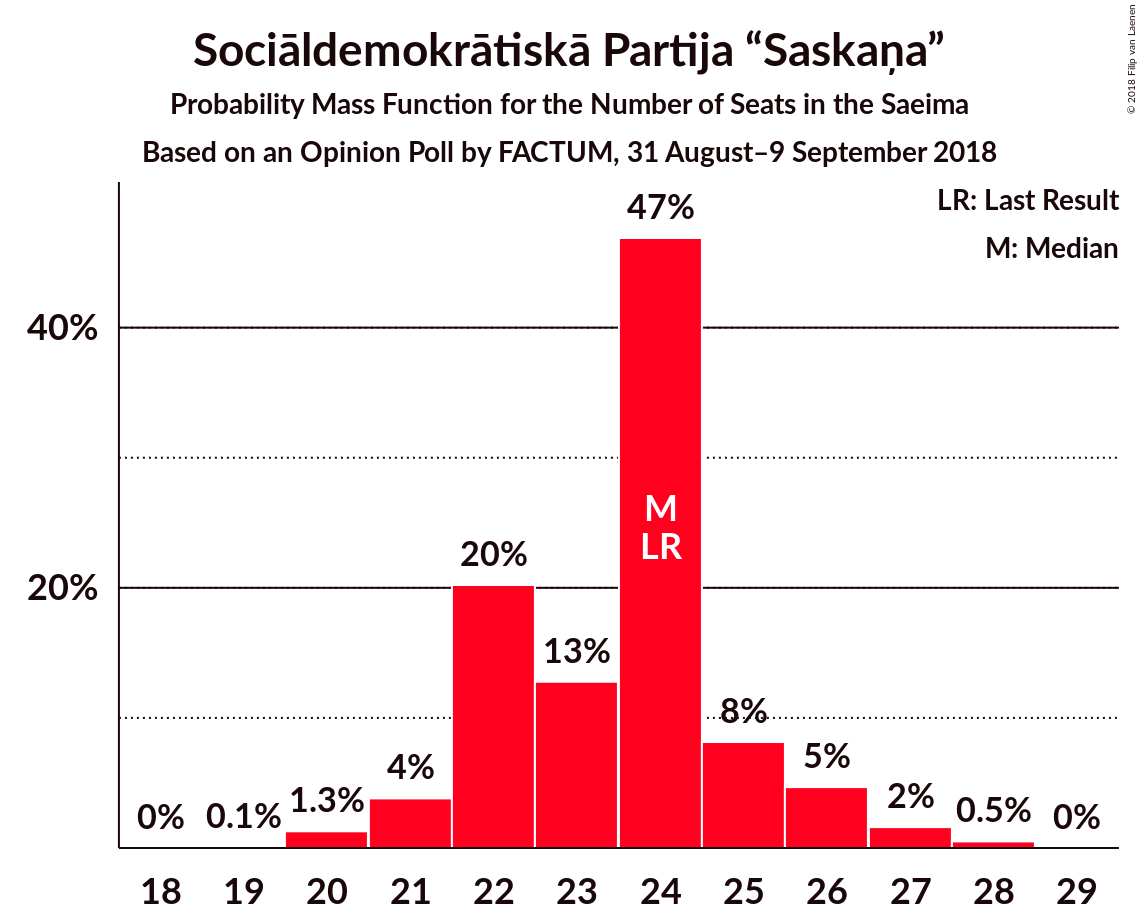 Sociāldemokrātiskā Partija “Saskaņa”
Probability Mass Function for the Number of Seats in the Saeima
Based on an Opinion Poll by FACTUM, 31 August–9 September 2018
© 2018 Filip van Laenen
LR: Last Result
M: Median
40%
20%
0%
0.1%
1.3%
4%
20%
13%
47%
M
LR
8%
5%
2%
0.5%
0%
18 19 20 21 22 23 24 25 26 27 28 29